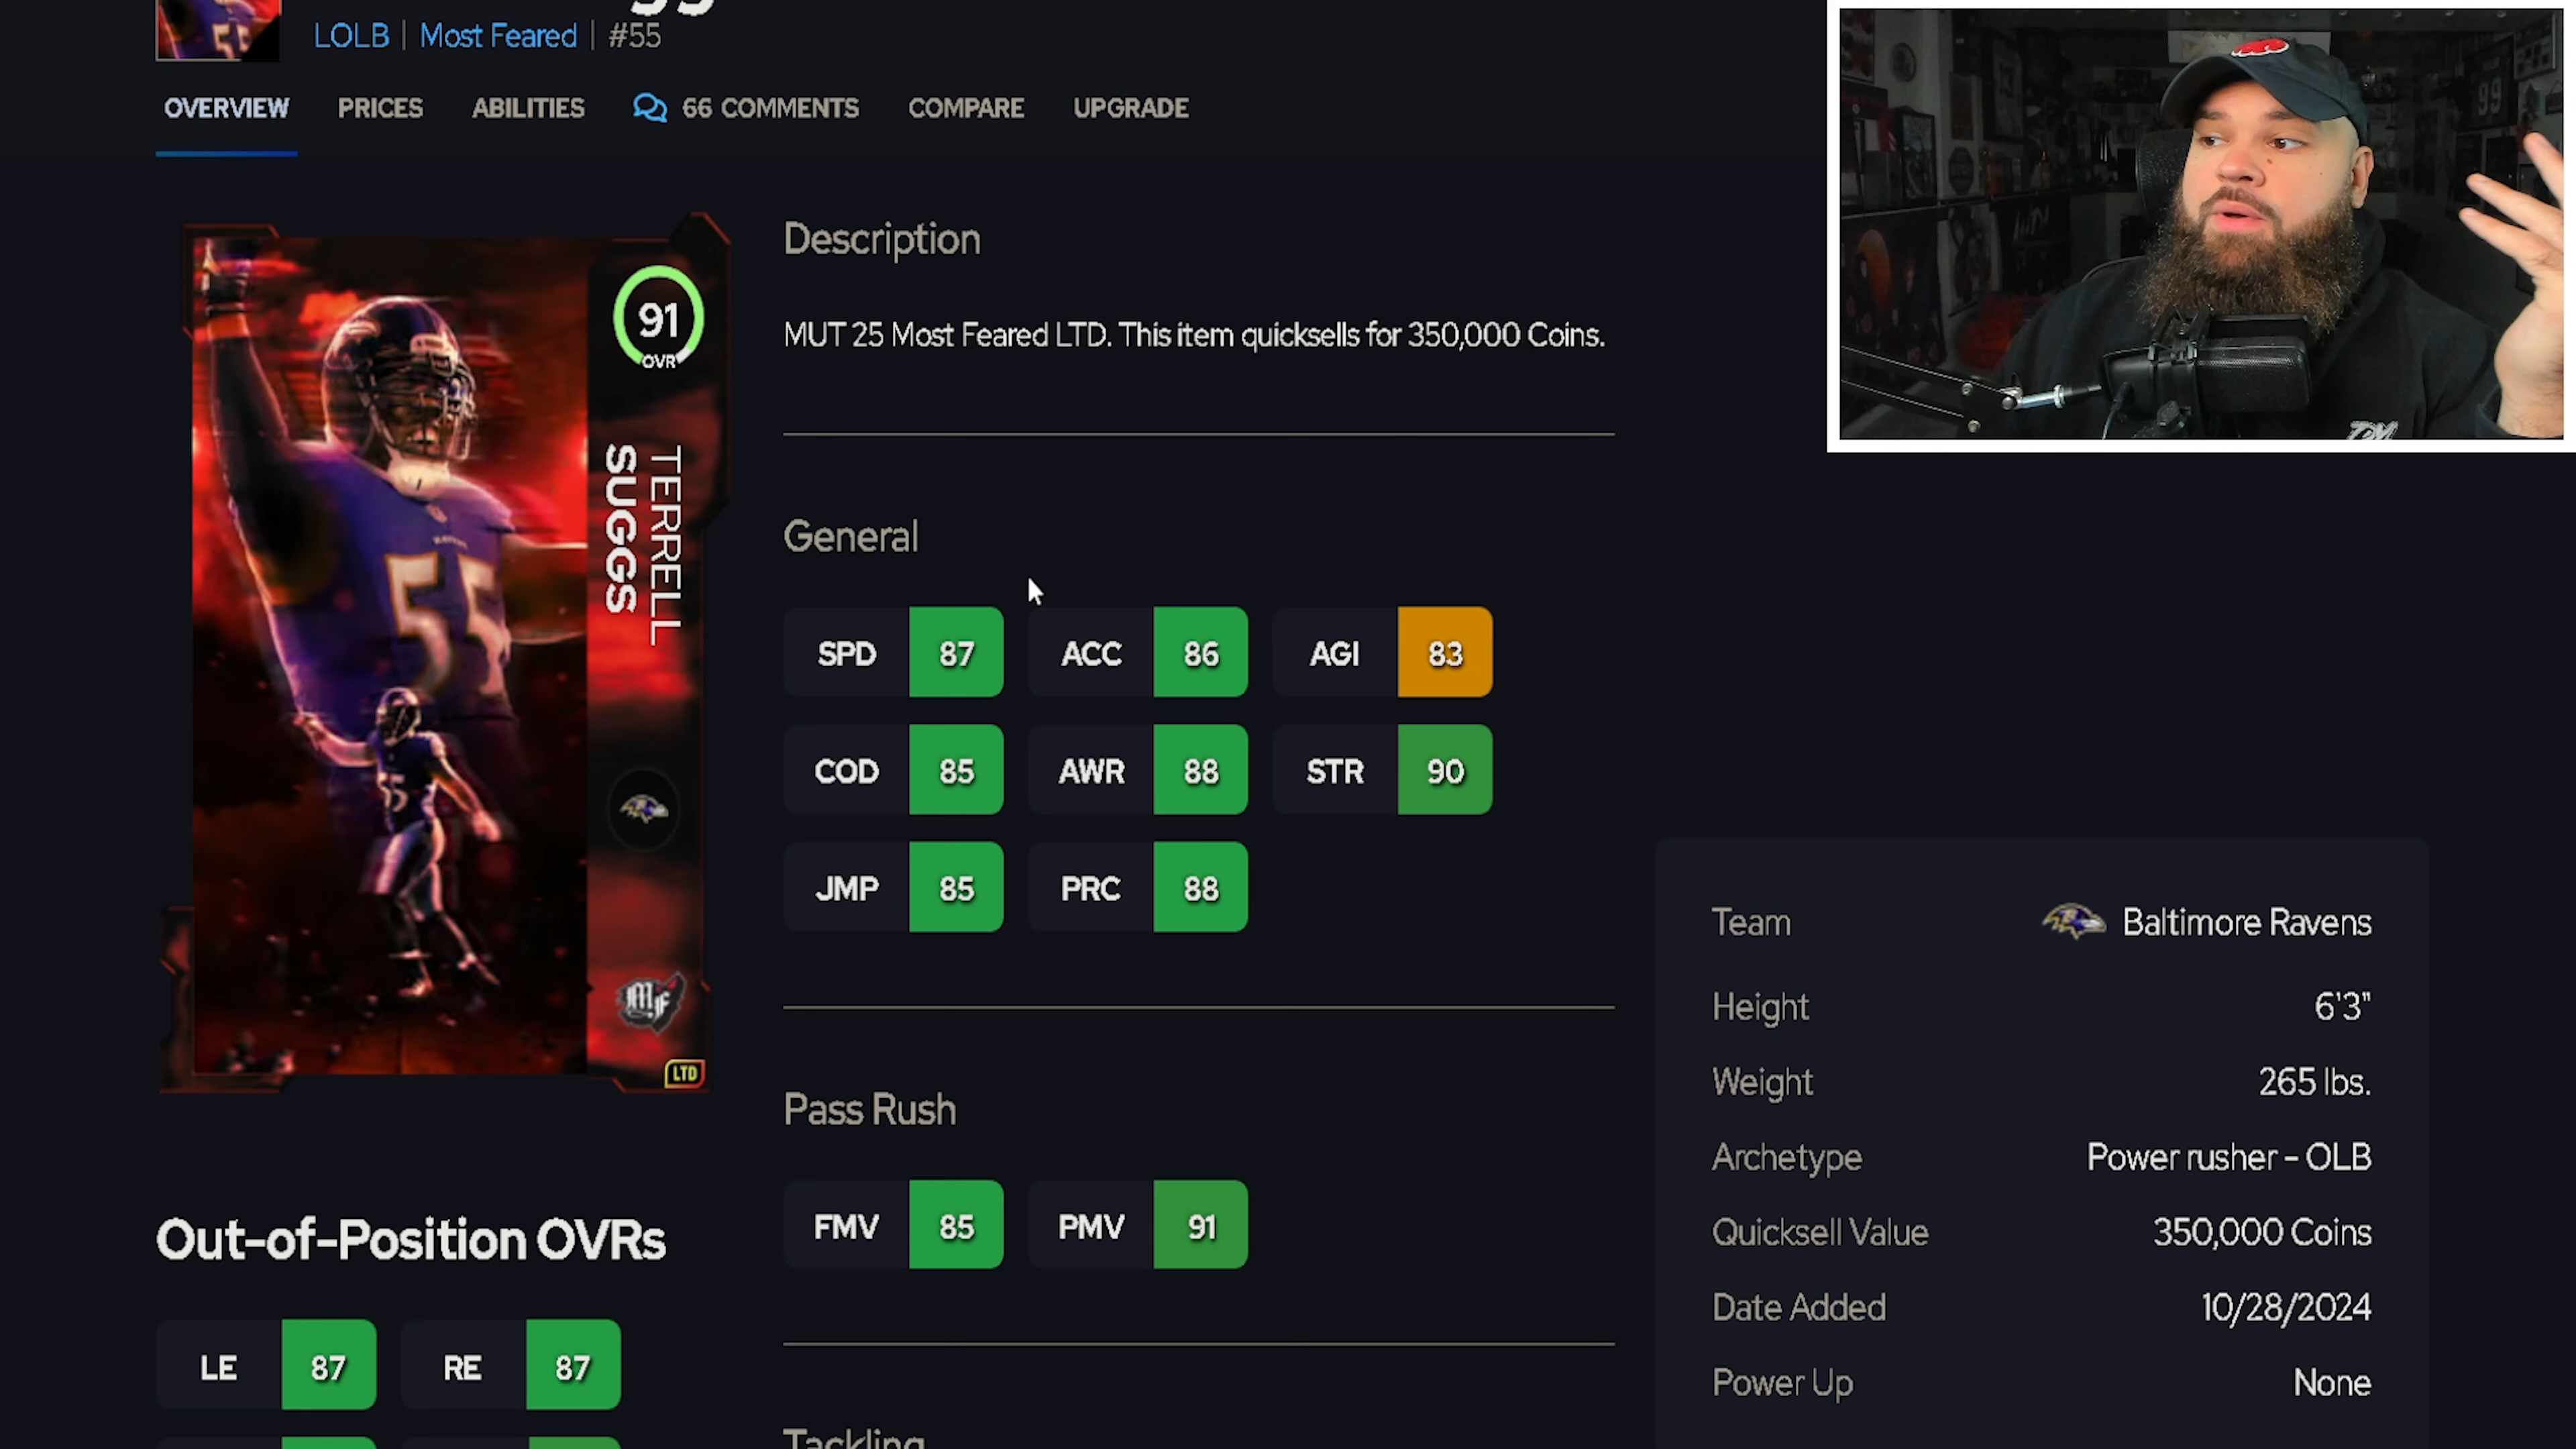 LOLB | Most Feared | #55
OVERVIEW PRICES ABILITIES 66 COMMENTS COMPARE UPGRADE
91
OVR
TERRELL
SUGGS
55
55
MF
LTD
Description
MUT 25 Most Feared LTD. This item quicksells for 350,000 Coins.
General
SPD 87 ACC 86 AGI 83
COD 85 AWR 88 STR 90
JMP 85 PRC 88
Pass Rush
FMV 85 PMV 91
Tackling
Out-of-Position OVRs
LE 87 RE 87
Team Baltimore Ravens
Height 6'3"
Weight 265 lbs.
Archetype Power rusher - OLB
Quicksell Value 350,000 Coins
Date Added 10/28/2024
Power Up None
99